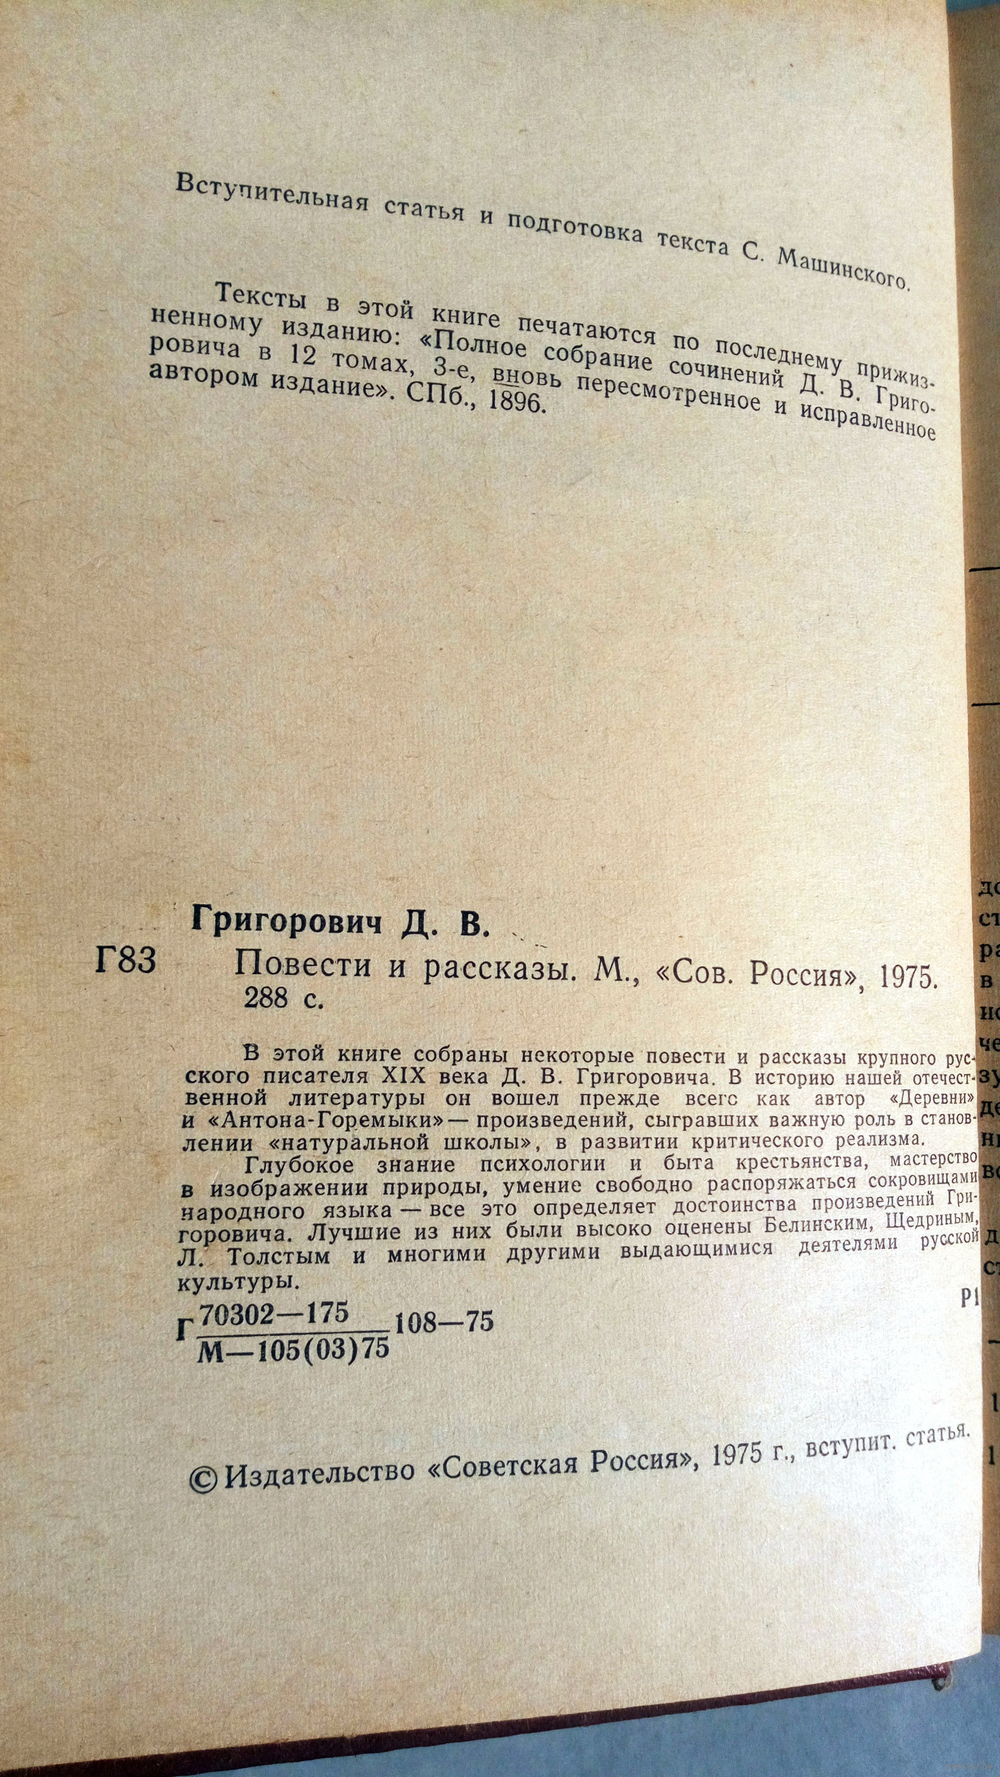 Вступительная статья и подготовка текста С. Машинского.
Тексты в этой книге печатаются по последнему прижиз-
ненному изданию: «Полное собрание сочинений Д. В. Григо-
ровича в 12 томах, 3-е, вновь пересмотренное и исправленное
автором издание». СПб., 1896.
Григорович Д. В.
Г83 Повести и рассказы. М., «Сов. Россия», 1975.
288 с.
В этой книге собраны некоторые повести и рассказы крупного рус-
ского писателя XIX века Д. В. Григоровича. В историю нашей отечест-
венной литературы он вошел прежде всего как автор «Деревни»
и «Антона-Горемыки» — произведений, сыгравших важную роль в станов-
лении «натуральной школы», в развитии критического реализма.
Глубокое знание психологии и быта крестьянства, мастерство
в изображении природы, умение свободно распоряжаться сокровищами
народного языка — все это определяет достоинства произведений Гри-
горовича. Лучшие из них были высоко оценены Белинским, Щедриным,
Л. Толстым и многими другими выдающимися деятелями русской
культуры.
Р1
Г 70302—175 108—75
М—105(03)75
© Издательство «Советская Россия», 1975 г., вступит. статья.